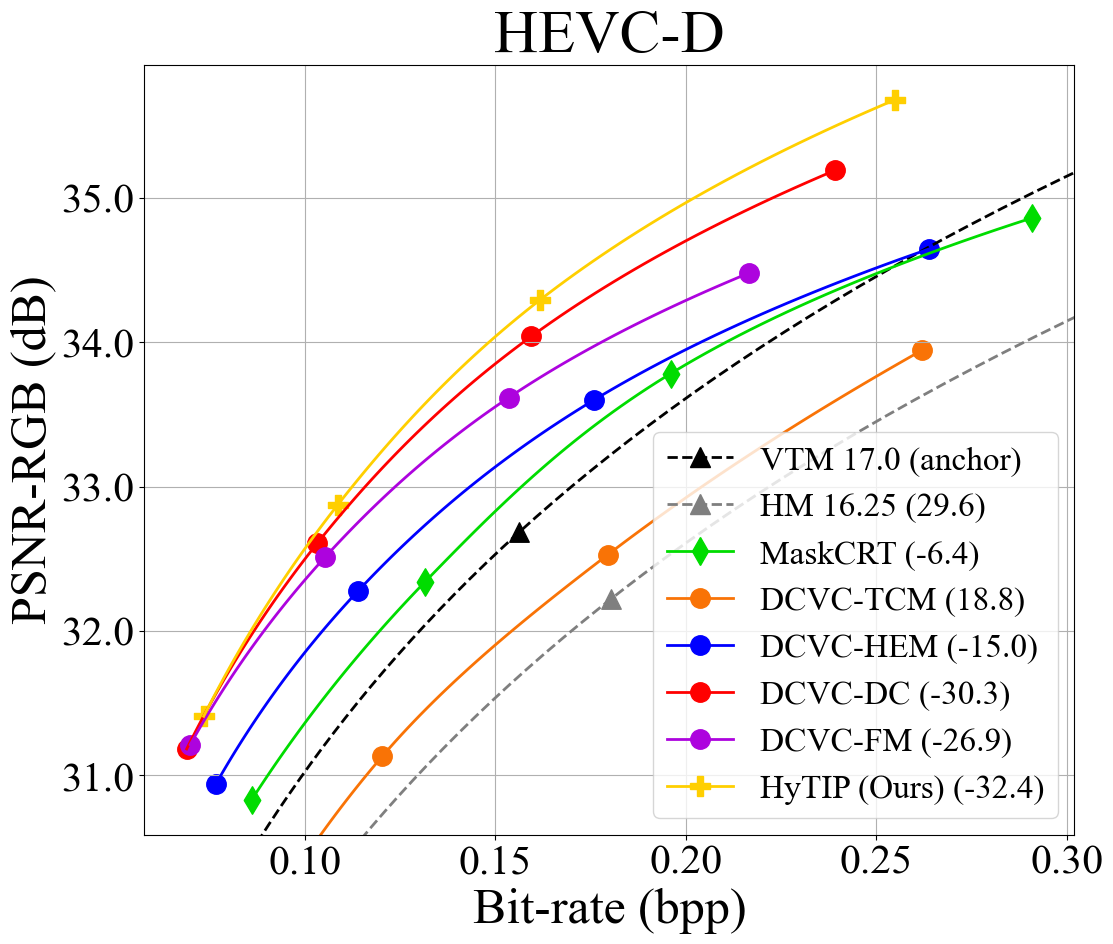 HEVC-D
PSNR-RGB (dB)
35.0
34.0
33.0
32.0
31.0
VTM 17.0 (anchor)
HM 16.25 (29.6)
MaskCRT (-6.4)
DCVC-TCM (18.8)
DCVC-HEM (-15.0)
DCVC-DC (-30.3)
DCVC-FM (-26.9)
HyTIP (Ours) (-32.4)
0.10 0.15 0.20 0.25 0.30
Bit-rate (bpp)